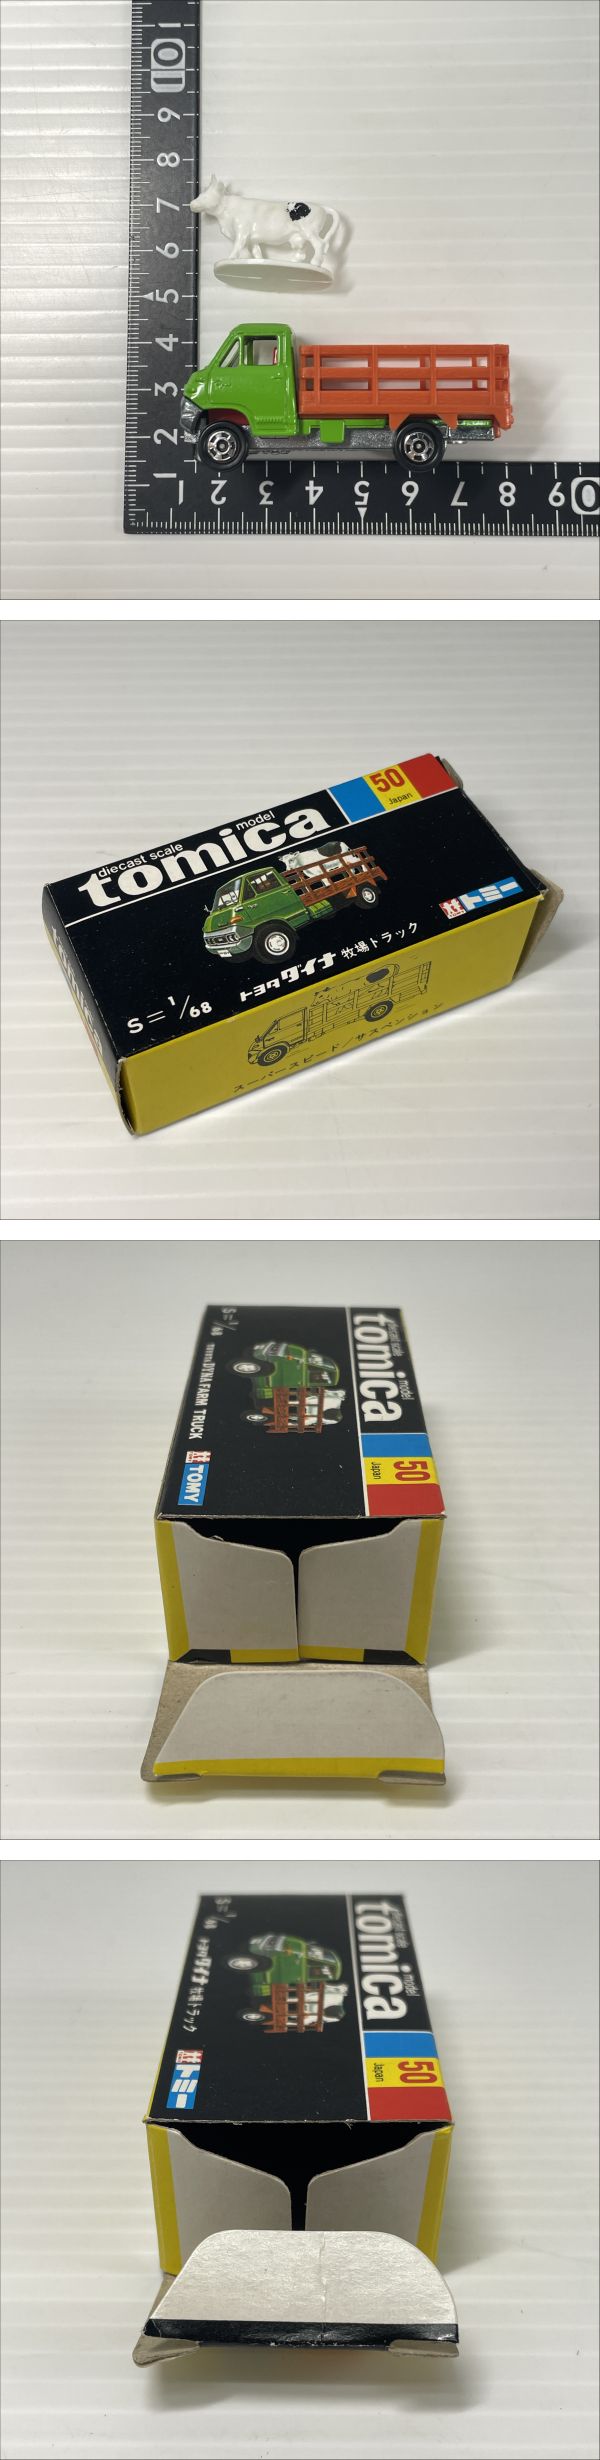 10
9
8
7
6
5
4
3
2
1
1 2 3 4 5 6 7 8 9 10
diecast scale model
tomica
50
Japan
S=1/68
トヨタ ダイナ 牧場トラック
トミー
スーパースピード/サスペンション
diecast scale model
tomica
50
Japan
S=1/68
TOYOTA DYNA FARM TRUCK
TOMY
diecast scale model
tomica
50
Japan
S=1/68
トヨタ ダイナ 牧場トラック
トミー